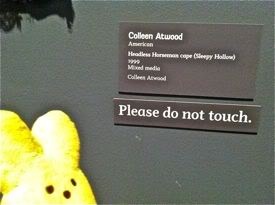 Colleen Atwood
American
Headless Horseman cape (Sleepy Hollow)
1999
Mixed media
Colleen Atwood
Please do not touch.